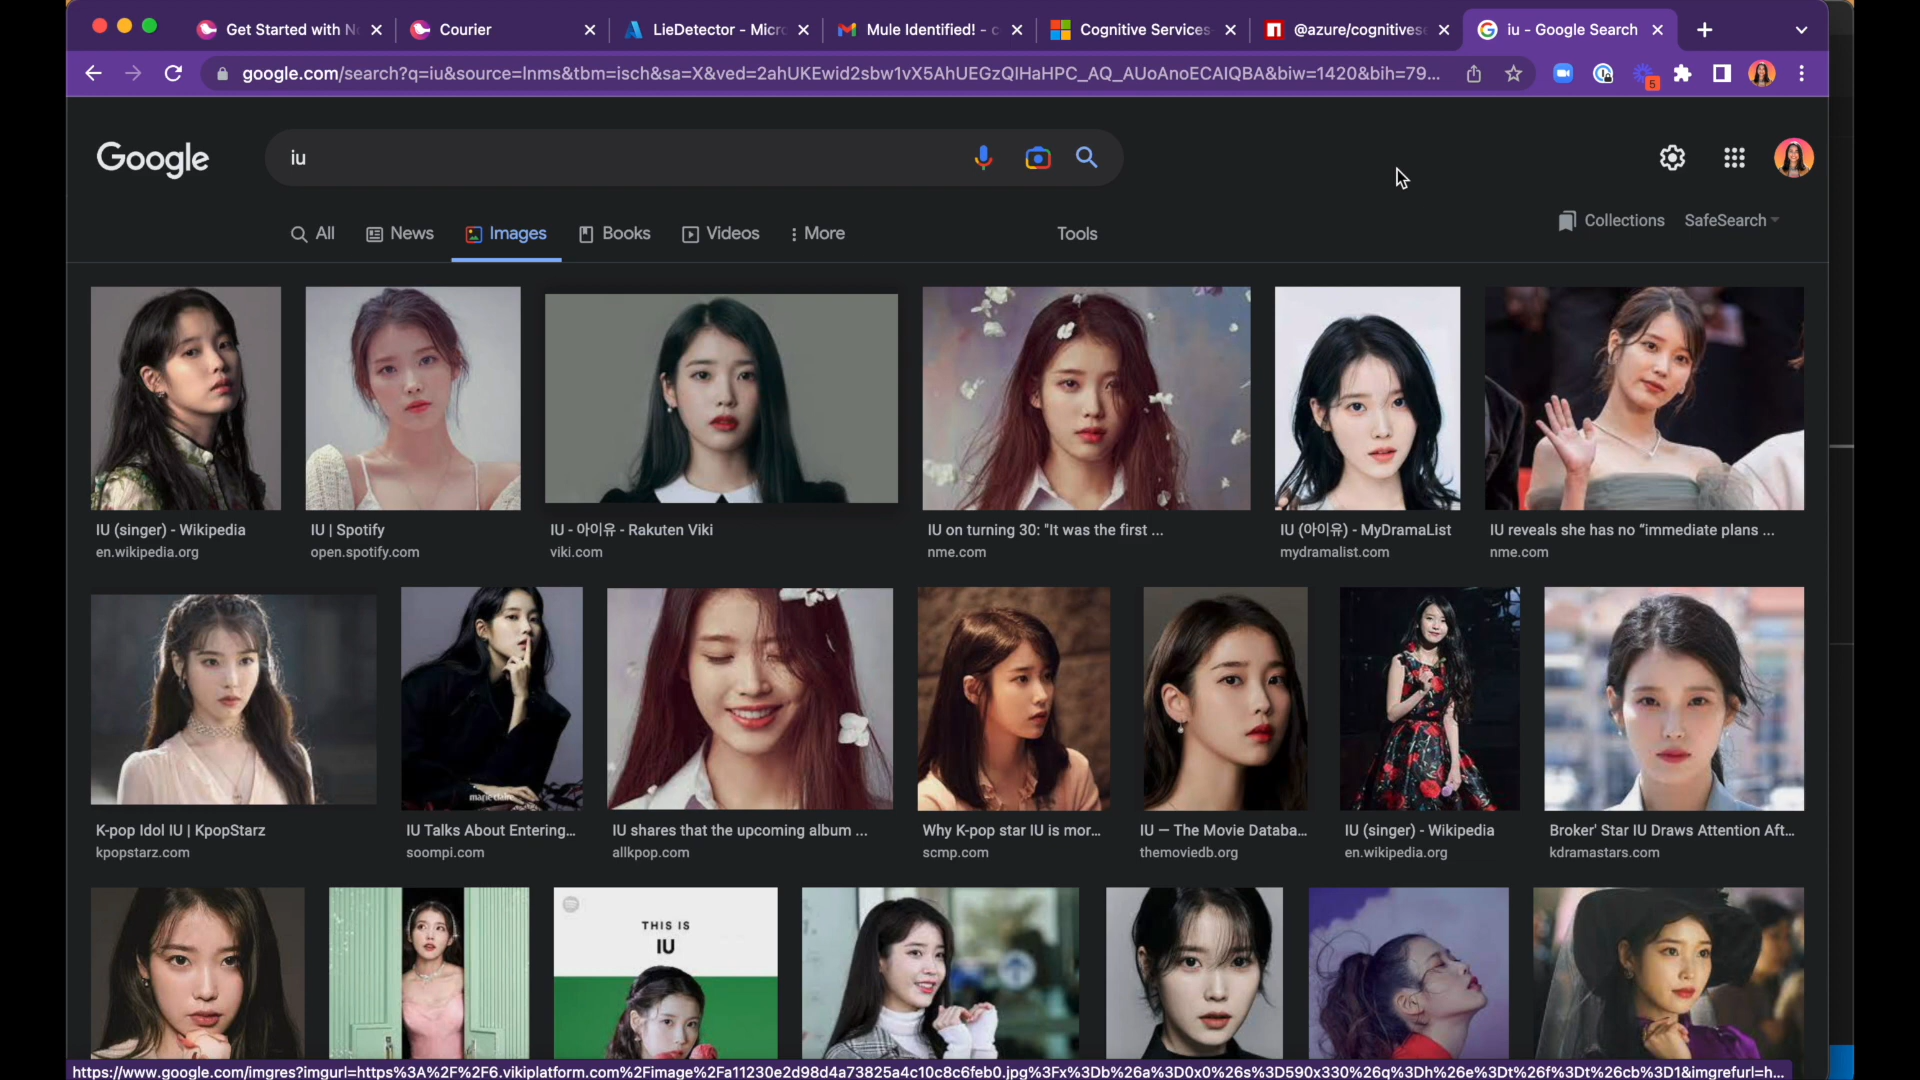 Get Started with N
Courier
LieDetector - Micro
Mule Identified! - c
Cognitive Services
@azure/cognitiveser
iu - Google Search
google.com/search?q=iu&source=lnms&tbm=isch&sa=X&ved=2ahUKEwid2sbw1vX5AhUEGzQIHaHPC_AQ_AUoAnoECAIQBA&biw=1420&bih=79...
5
Google
iu
All
News
Images
Books
Videos
More
Tools
Collections
SafeSearch
IU (singer) - Wikipedia
en.wikipedia.org
IU | Spotify
open.spotify.com
IU - 아이유 - Rakuten Viki
viki.com
IU on turning 30: "It was the first ...
nme.com
IU (아이유) - MyDramaList
mydramalist.com
IU reveals she has no “immediate plans ...
nme.com
marie claire
K-pop Idol IU | KpopStarz
kpopstarz.com
IU Talks About Entering...
soompi.com
IU shares that the upcoming album ...
allkpop.com
Why K-pop star IU is mor...
scmp.com
IU — The Movie Databa...
themoviedb.org
IU (singer) - Wikipedia
en.wikipedia.org
Broker' Star IU Draws Attention Aft...
kdramastars.com
THIS IS
IU
https://www.google.com/imgres?imgurl=https%3A%2F%2F6.vikiplatform.com%2Fimage%2Fa11230e2d98d4a73825a4c10c8c6feb0.jpg%3Fx%3Db%26a%3D0x0%26s%3D590x330%26q%3Dh%26e%3Dt%26f%3Dt%26cb%3D1&imgrefurl=h...